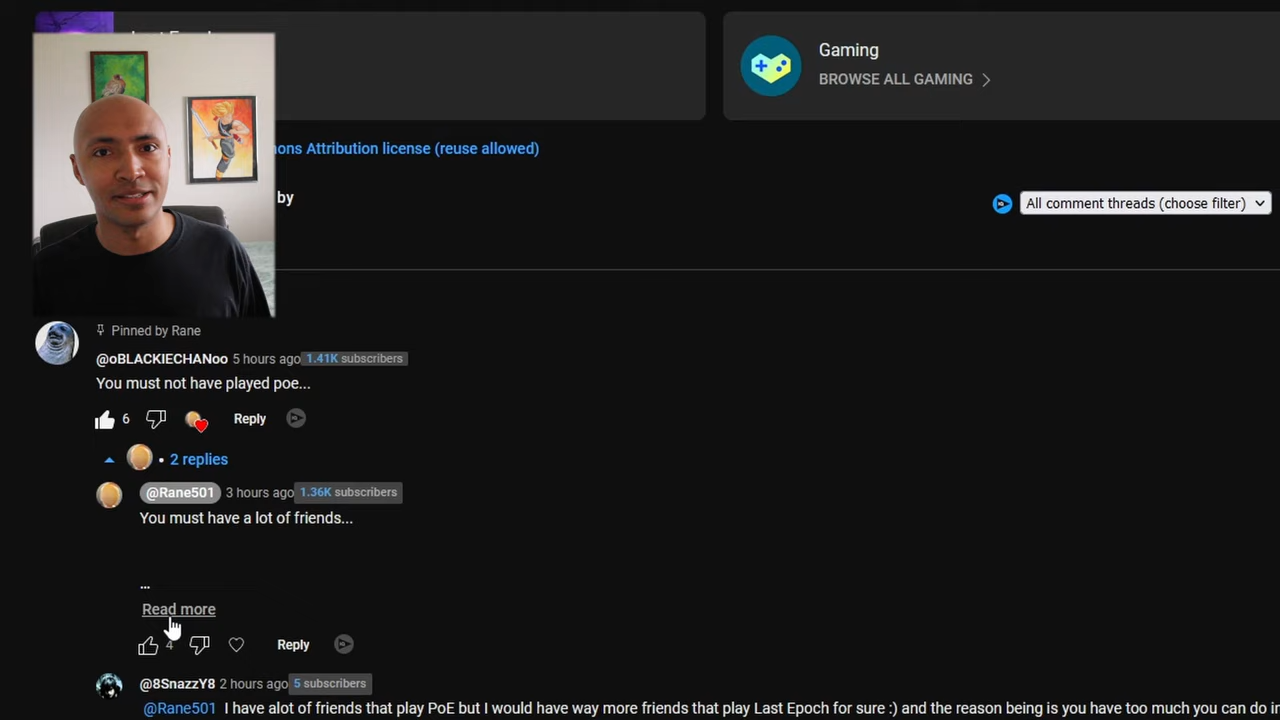 Gaming
BROWSE ALL GAMING
ons Attribution license (reuse allowed)
by
All comment threads (choose filter)
Pinned by Rane
@oBLACKIECHANoo 5 hours ago 1.41K subscribers
You must not have played poe...
6 Reply
• 2 replies
@Rane501 3 hours ago 1.36K subscribers
You must have a lot of friends...
...
Read more
4 Reply
@8SnazzY8 2 hours ago 5 subscribers
@Rane501 I have alot of friends that play PoE but I would have way more friends that play Last Epoch for sure :) and the reason being is you have too much you can do in